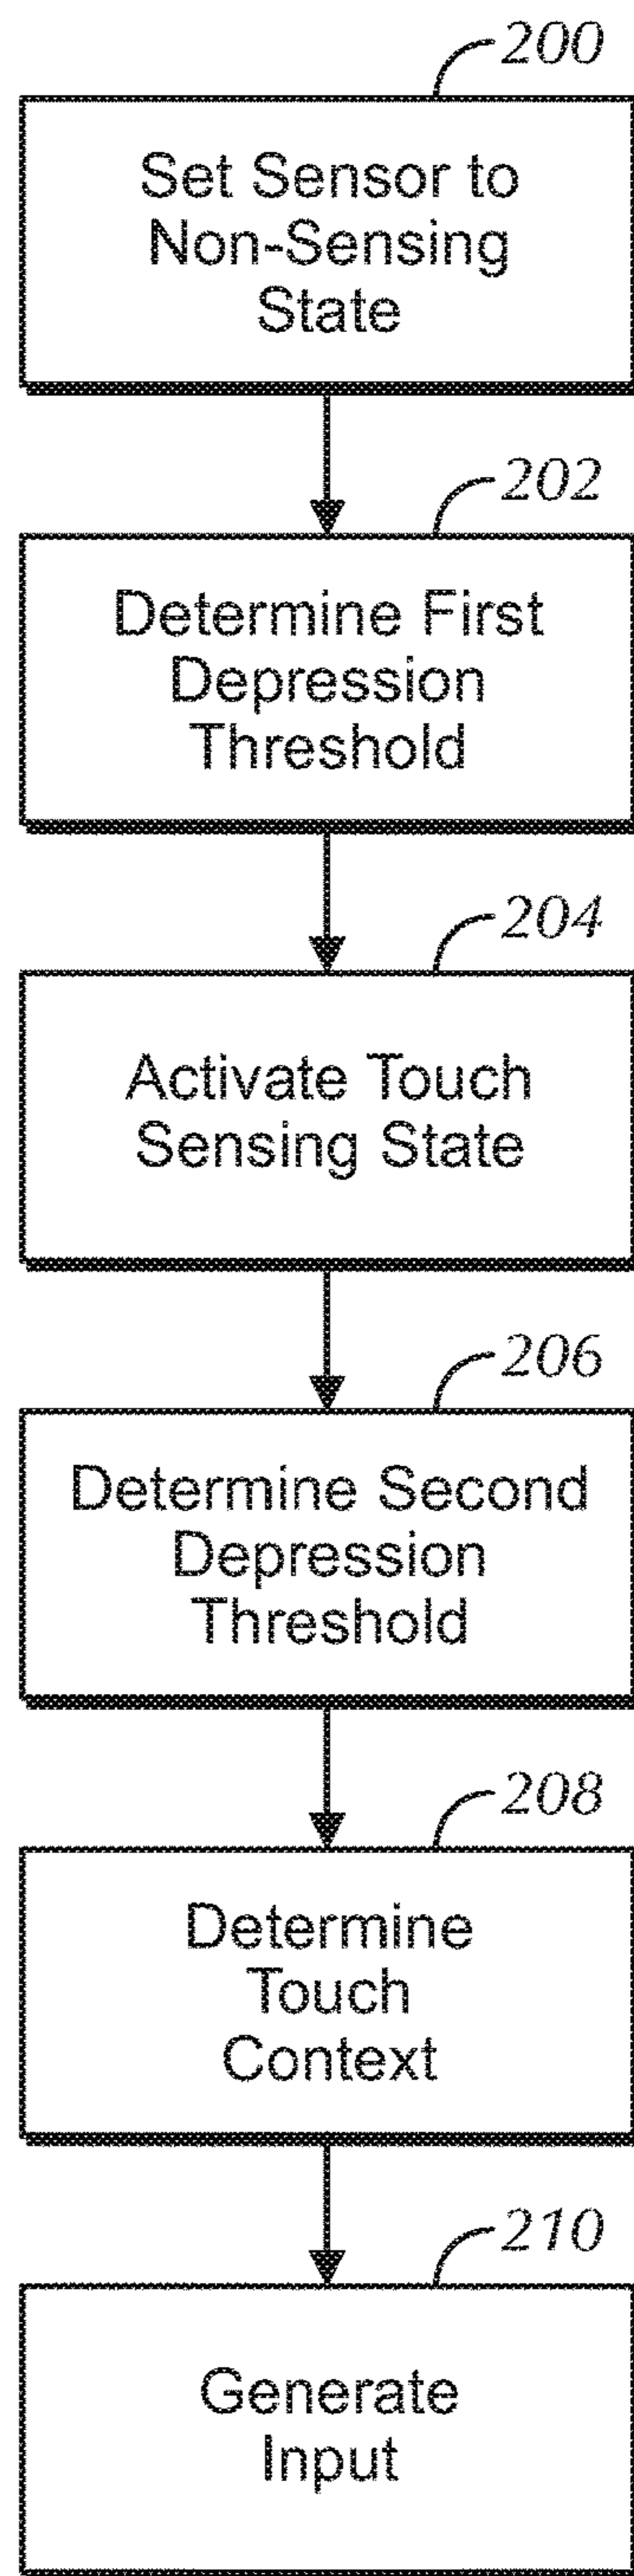 200
Set Sensor to
Non-Sensing
State
202
Determine First
Depression
Threshold
204
Activate Touch
Sensing State
206
Determine Second
Depression
Threshold
208
Determine
Touch
Context
210
Generate
Input